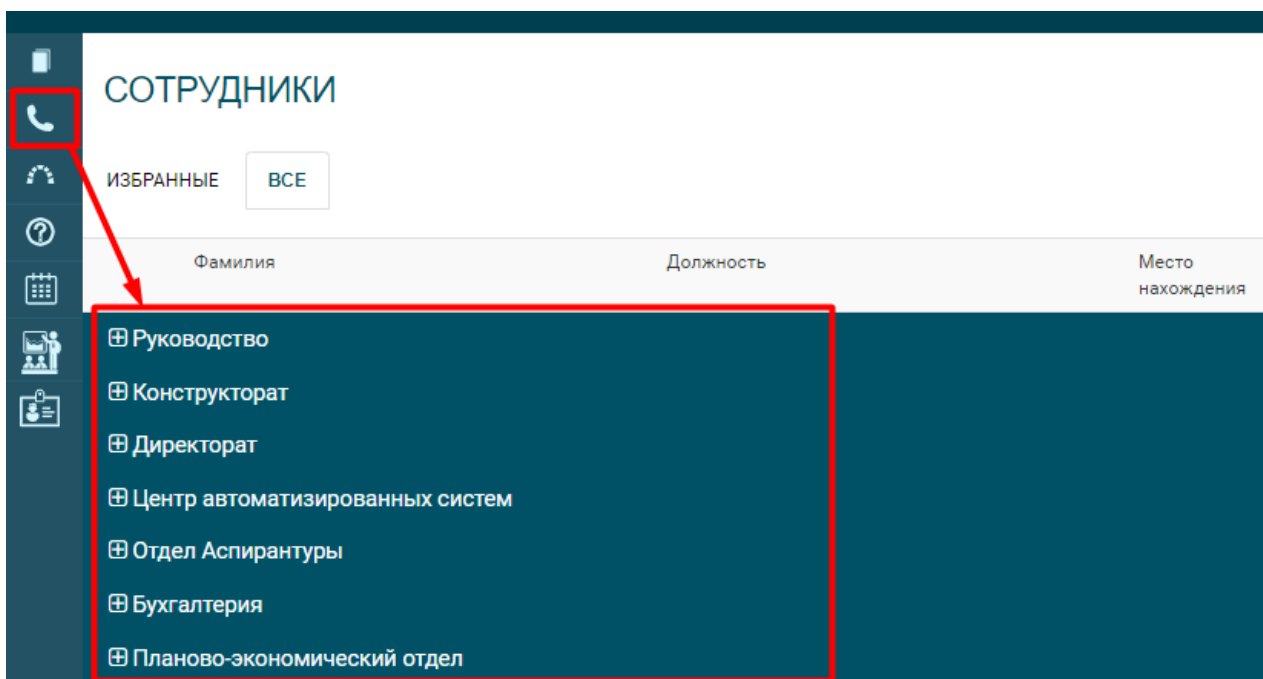 СОТРУДНИКИ
ИЗБРАННЫЕ ВСЕ
Фамилия Должность Место
нахождения
Руководство
Конструкторат
Директорат
Центр автоматизированных систем
Отдел Аспирантуры
Бухгалтерия
Планово-экономический отдел